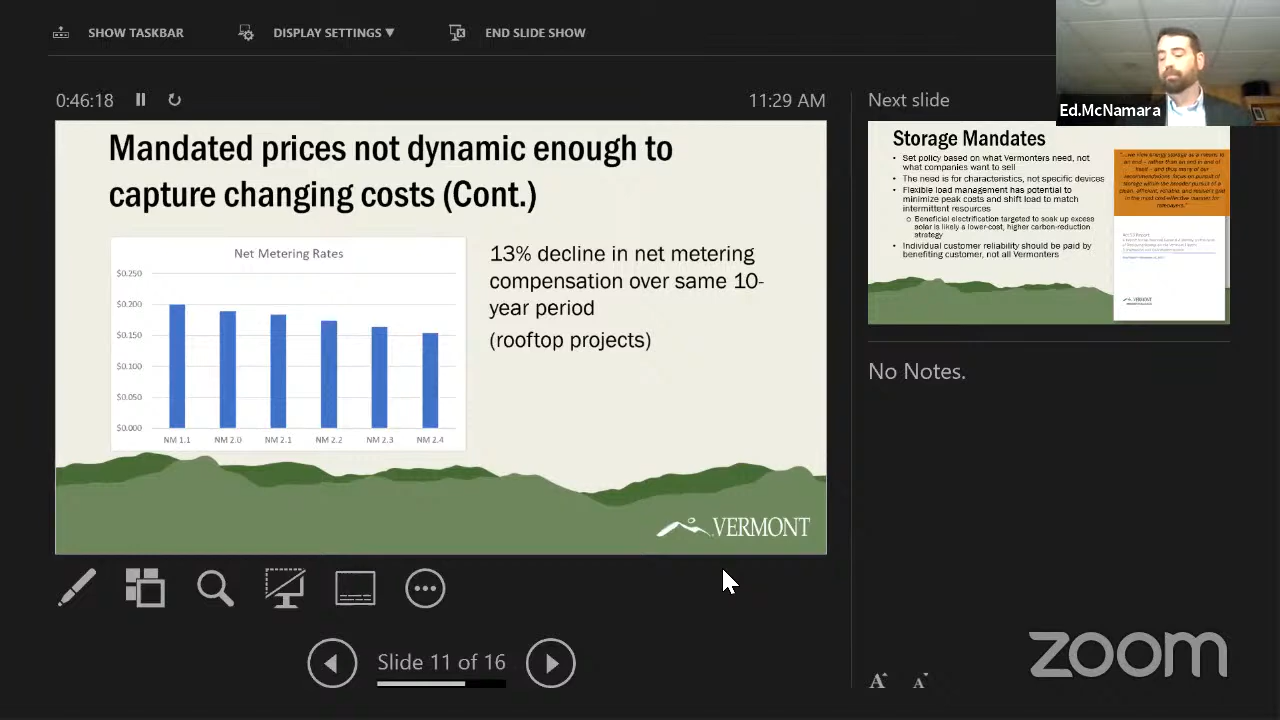 SHOW TASKBAR
DISPLAY SETTINGS ▼
END SLIDE SHOW
Ed.McNamara
0:46:18
11:29 AM
Mandated prices not dynamic enough to
capture changing costs (Cont.)
Net Metering Rates
$0.250
$0.200
$0.150
$0.100
$0.050
$0.000
NM 1.1 NM 2.0 NM 2.1 NM 2.2 NM 2.3 NM 2.4
13% decline in net metering
compensation over same 10-
year period
(rooftop projects)
VERMONT
Slide 11 of 16
Next slide
Storage Mandates
• Set policy based on what Vermonters need, not
what companies want to sell
• The need is for characteristics, not specific devices
• Flexible load management has potential to
minimize peak costs and shift load to match
intermittent resources
○ Beneficial electrification targeted to soak up excess
solar is likely a lower-cost, higher carbon-reduction
strategy
• Individual customer reliability should be paid by
benefiting customer, not all Vermonters
VERMONT
No Notes.
A A
zoom